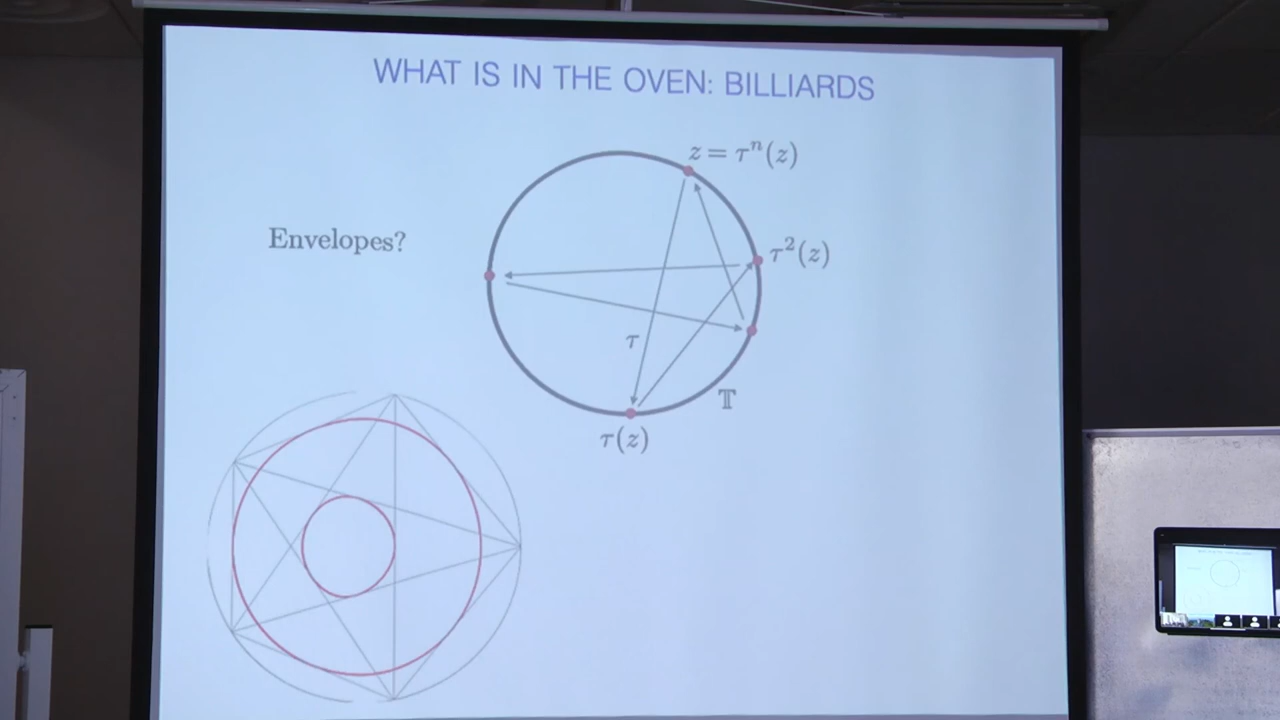 WHAT IS IN THE OVEN: BILLIARDS
z = τⁿ(z)
Envelopes?
τ²(z)
τ
𝕋
τ(z)